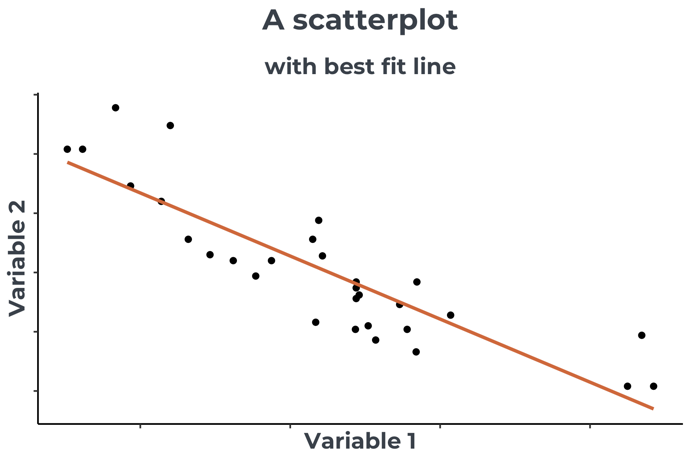 A scatterplot
with best fit line
Variable 2
Variable 1